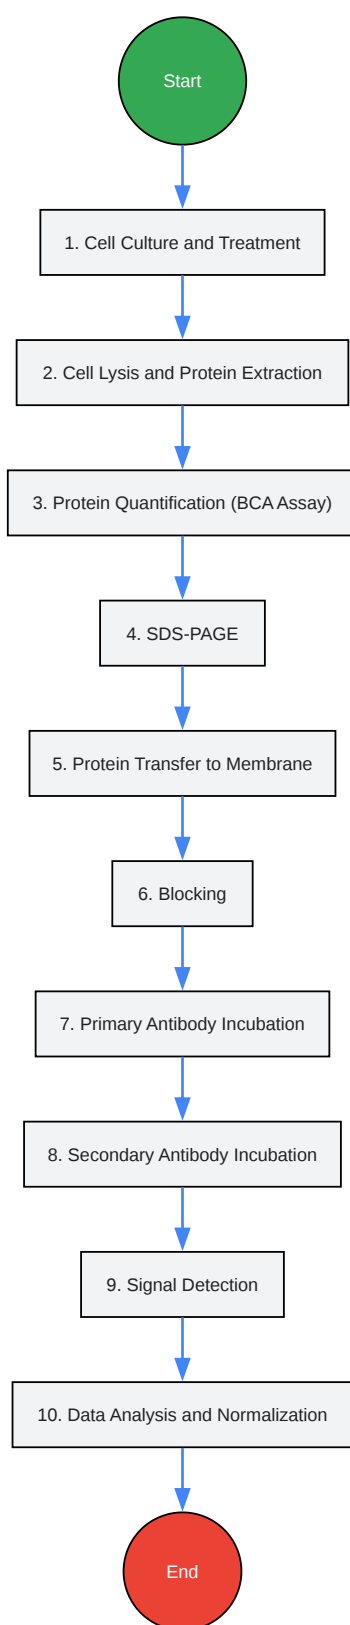 Start
1. Cell Culture and Treatment
2. Cell Lysis and Protein Extraction
3. Protein Quantification (BCA Assay)
4. SDS-PAGE
5. Protein Transfer to Membrane
6. Blocking
7. Primary Antibody Incubation
8. Secondary Antibody Incubation
9. Signal Detection
10. Data Analysis and Normalization
End